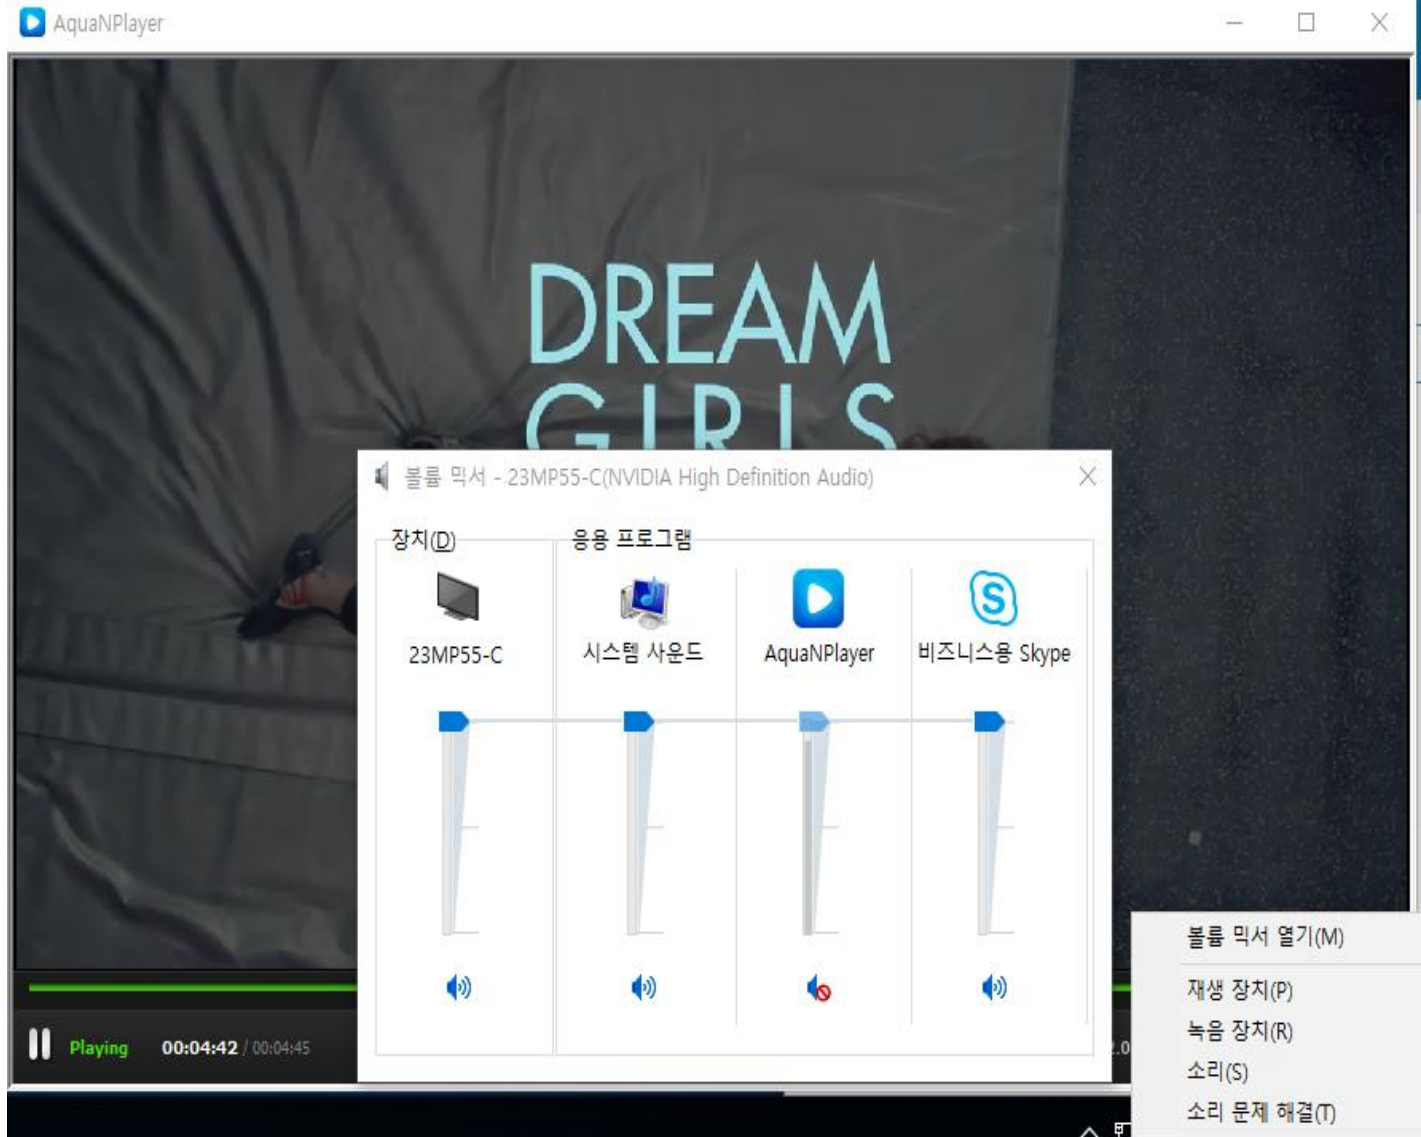 AquaNPlayer
DREAM
GIRLS
볼륨 믹서 - 23MP55-C(NVIDIA High Definition Audio)
장치(D)
응용 프로그램
23MP55-C
시스템 사운드
AquaNPlayer
비즈니스용 Skype
Playing
00:04:42 / 00:04:45
볼륨 믹서 열기(M)
재생 장치(P)
녹음 장치(R)
소리(S)
소리 문제 해결(T)